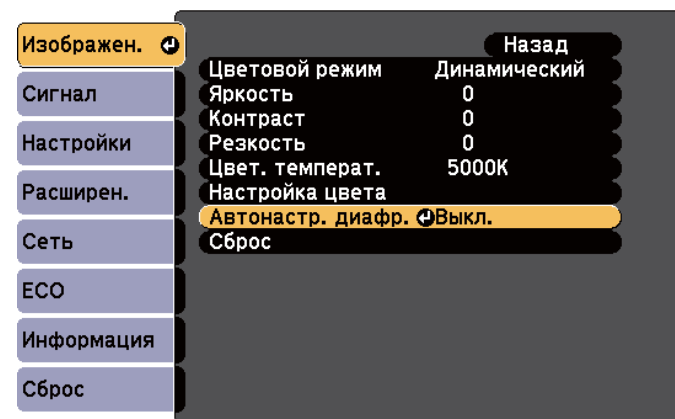 Изображен.
Сигнал
Настройки
Расширен.
Сеть
ECO
Информация
Сброс
Назад
Цветовой режим Динамический
Яркость 0
Контраст 0
Резкость 0
Цвет. температ. 5000K
Настройка цвета
Автонастр. диафр. Выкл.
Сброс